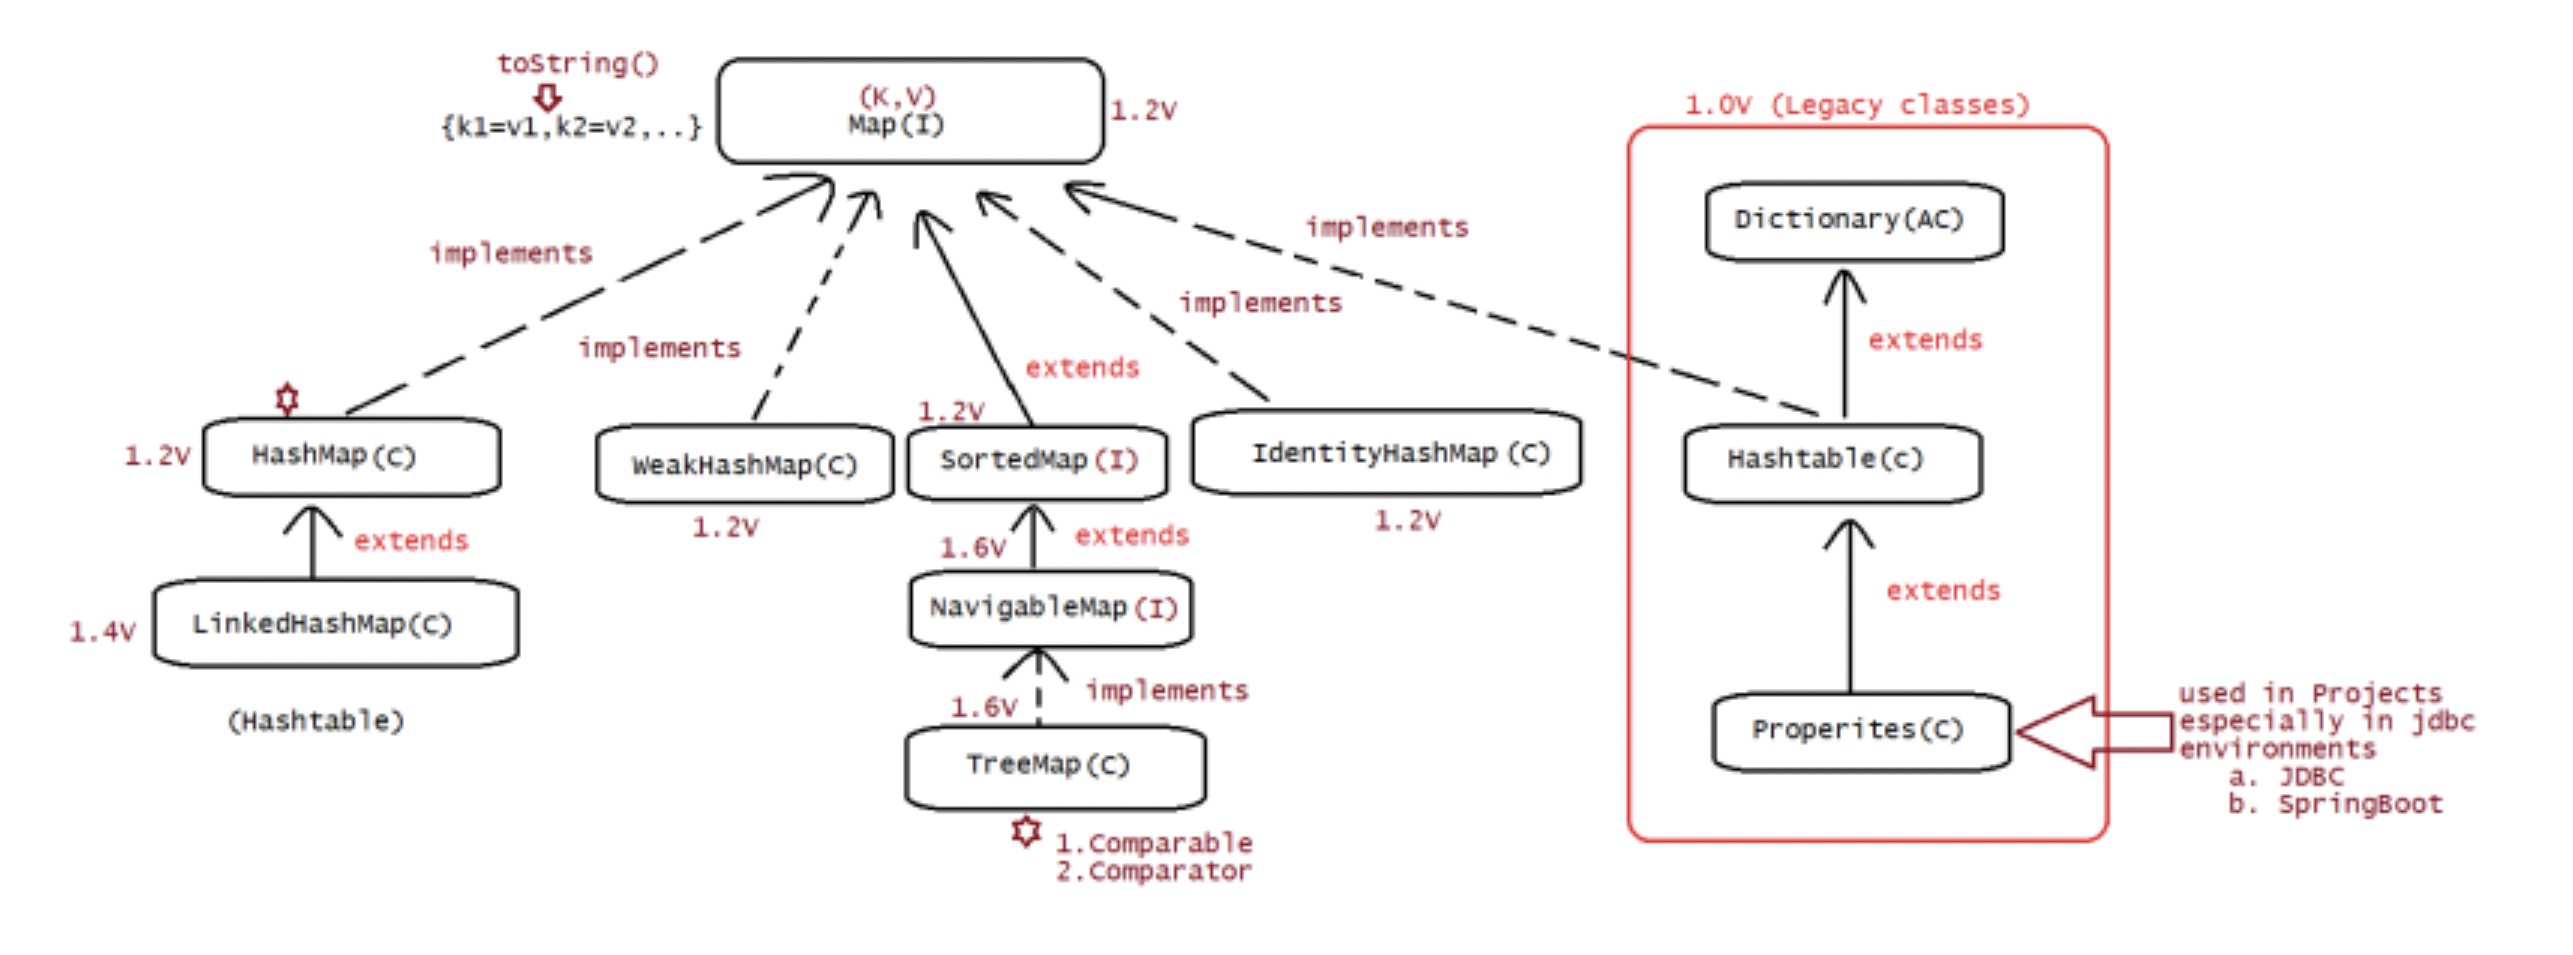 toString()
{k1=v1,k2=v2,..}
(K,V)
Map(I)
1.2V
1.0V (Legacy classes)
Dictionary(AC)
implements
implements
implements
implements
extends
extends
1.2V
1.2V
HashMap(C)
WeakHashMap(C)
SortedMap(I)
IdentityHashMap(C)
Hashtable(c)
1.2V
1.2V
extends
1.6V
extends
extends
1.4V
LinkedHashMap(C)
NavigableMap(I)
(Hashtable)
1.6V
implements
TreeMap(C)
Properites(C)
used in Projects
especially in jdbc
environments
a. JDBC
b. SpringBoot
1.Comparable
2.Comparator